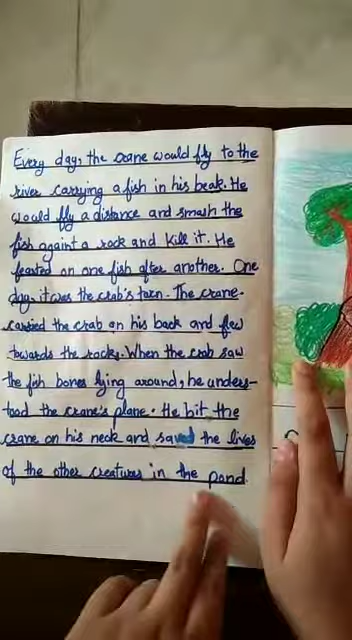 Every day, the crane would fly to the
river carrying a fish in his beak. He
would fly a distance and smash the
fish againt a rock and kill it. He
feasted on one fish after another. One
day, it was the crab's turn. The crane
carried the crab on his back and flew
towards the rocks. When the crab saw
the fish bones lying around, he unders-
tood the crane's plane. He bit the
crane on his neck and saved the lives
of the other creatures in the pond.